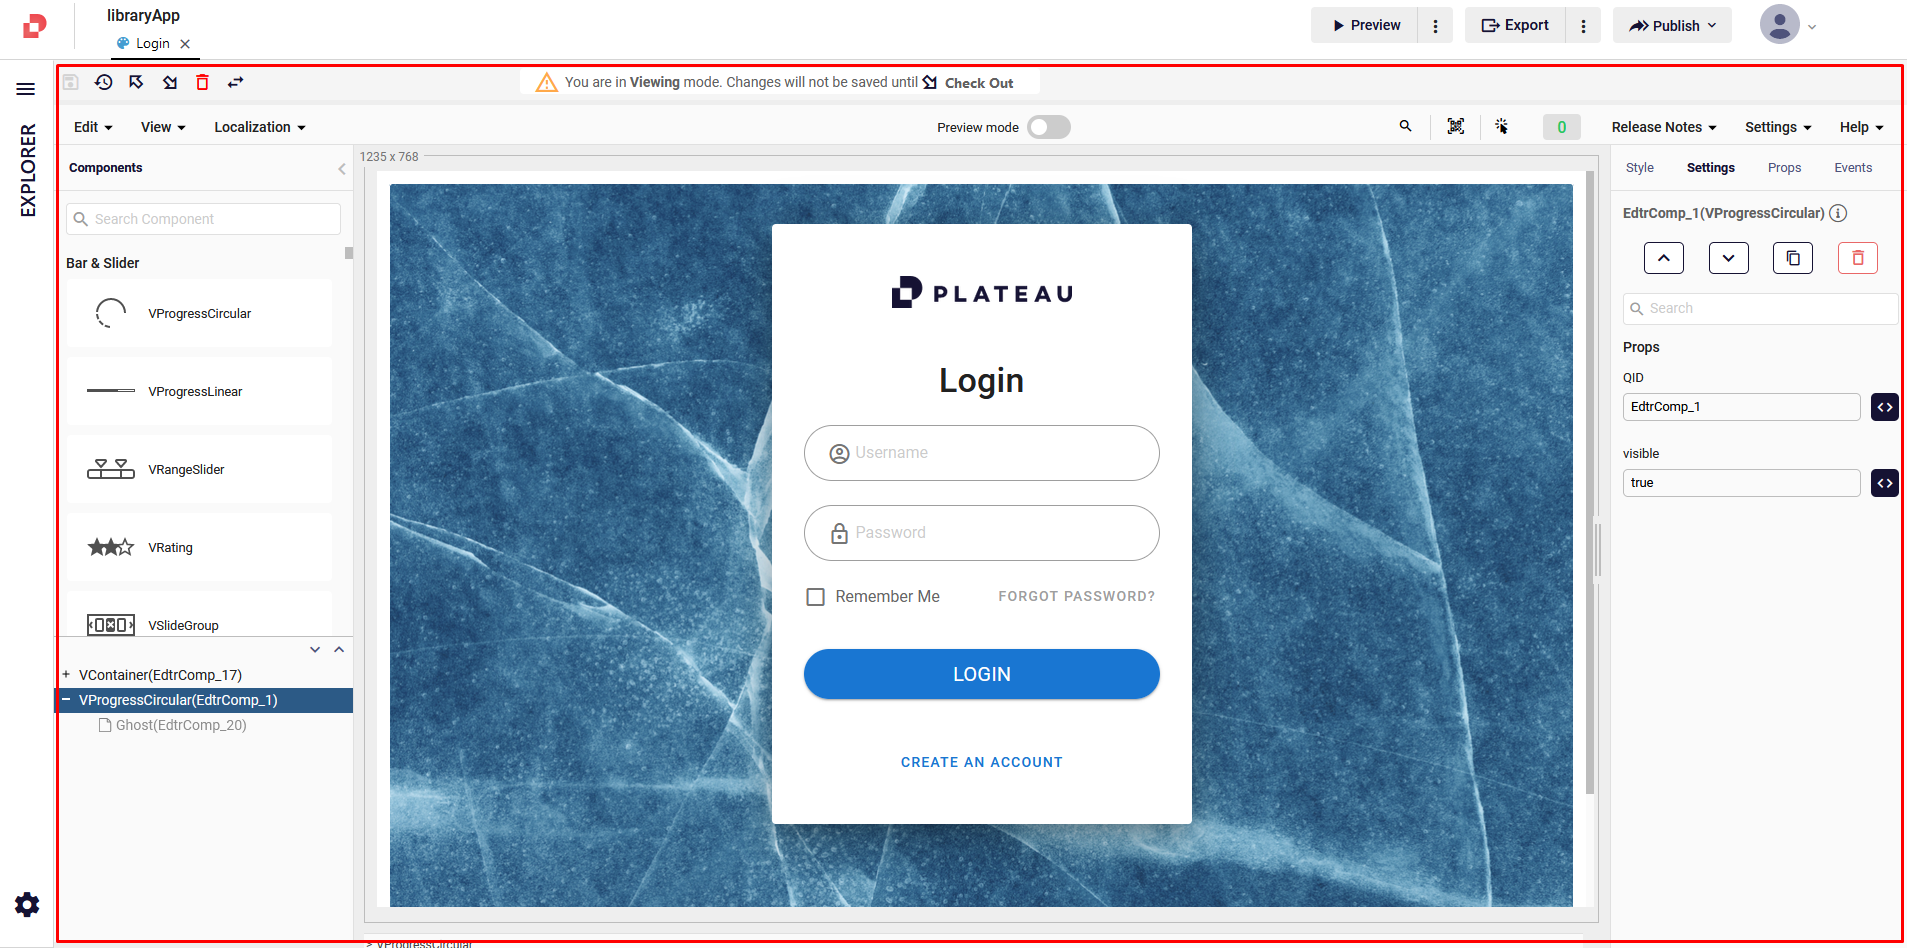 libraryApp
Login
Preview
Export
Publish
You are in Viewing mode. Changes will not be saved until Check Out
EXPLORER
Edit
View
Localization
Preview mode
0
Release Notes
Settings
Help
Components
Search Component
Bar & Slider
VProgressCircular
VProgressLinear
VRangeSlider
VRating
VSlideGroup
+ VContainer(EdtrComp_17)
− VProgressCircular(EdtrComp_1)
Ghost(EdtrComp_20)
1235 x 768
PLATEAU
Login
Username
Password
Remember Me
FORGOT PASSWORD?
LOGIN
CREATE AN ACCOUNT
> VProgressCircular
Style
Settings
Props
Events
EdtrComp_1(VProgressCircular)
Search
Props
QID
EdtrComp_1
visible
true